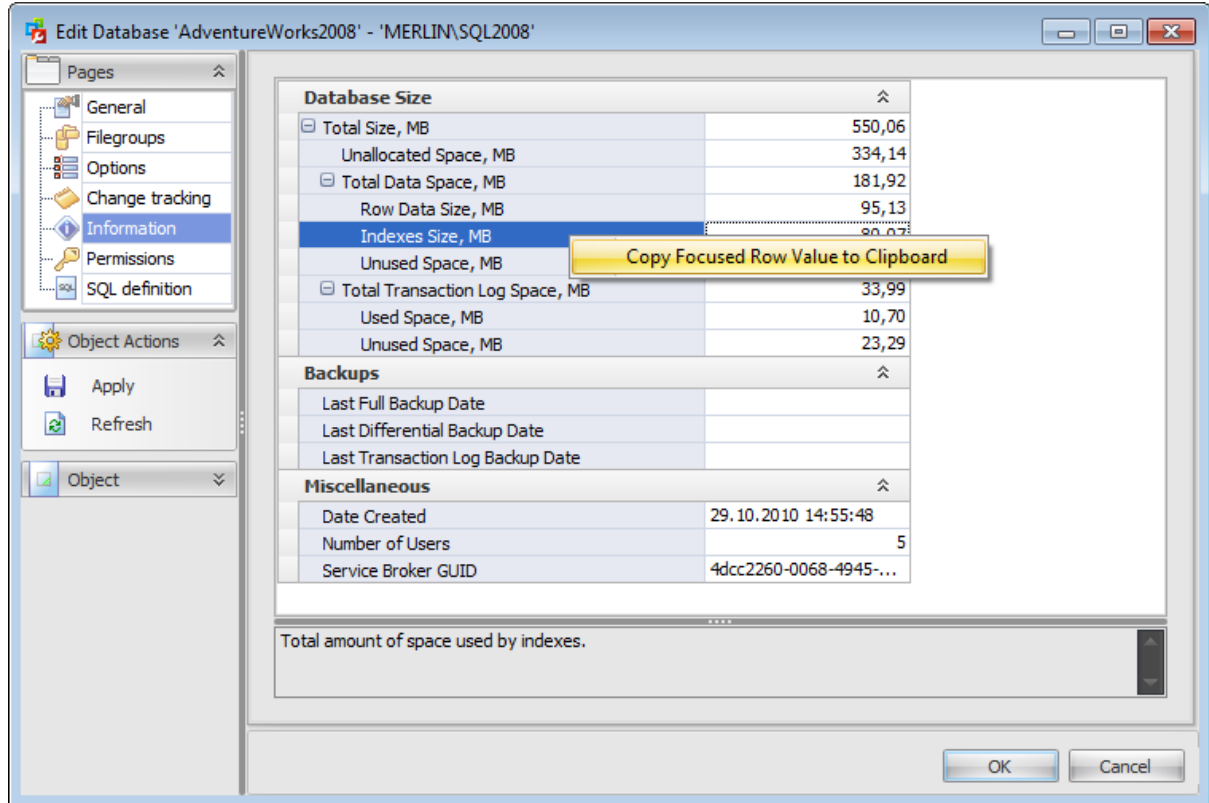 Edit Database 'AdventureWorks2008' - 'MERLIN\SQL2008'
Pages
General
Filegroups
Options
Change tracking
Information
Permissions
SQL definition
Object Actions
Apply
Refresh
Object
Database Size
Total Size, MB 550,06
Unallocated Space, MB 334,14
Total Data Space, MB 181,92
Row Data Size, MB 95,13
Indexes Size, MB
Copy Focused Row Value to Clipboard
Unused Space, MB
Total Transaction Log Space, MB 33,99
Used Space, MB 10,70
Unused Space, MB 23,29
Backups
Last Full Backup Date
Last Differential Backup Date
Last Transaction Log Backup Date
Miscellaneous
Date Created 29.10.2010 14:55:48
Number of Users 5
Service Broker GUID 4dcc2260-0068-4945-...
Total amount of space used by indexes.
OK Cancel